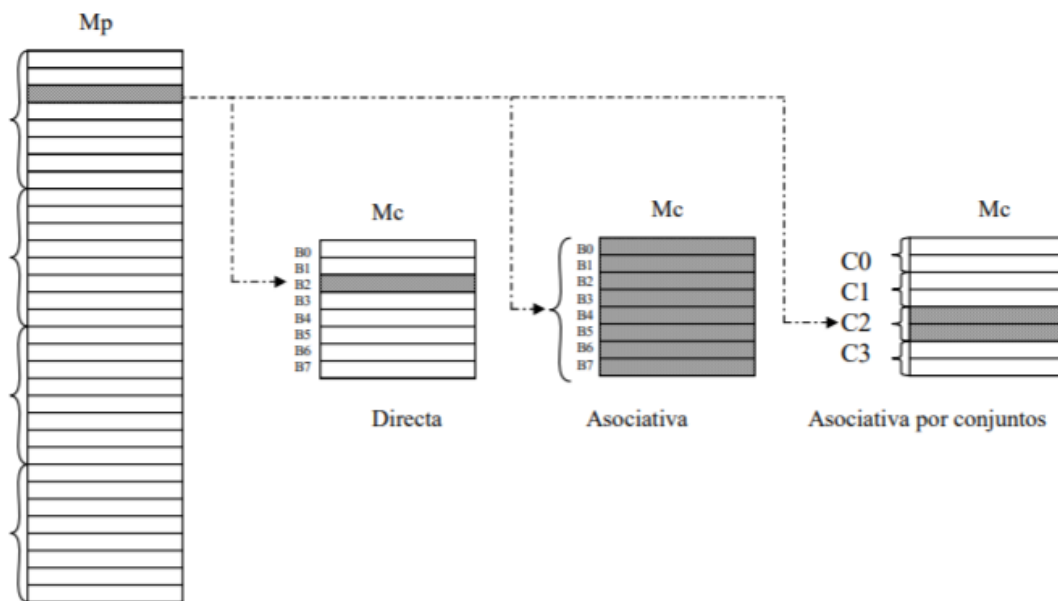 Mp
Mc
B0
B1
B2
B3
B4
B5
B6
B7
Directa
Mc
B0
B1
B2
B3
B4
B5
B6
B7
Asociativa
Mc
C0
C1
C2
C3
Asociativa por conjuntos